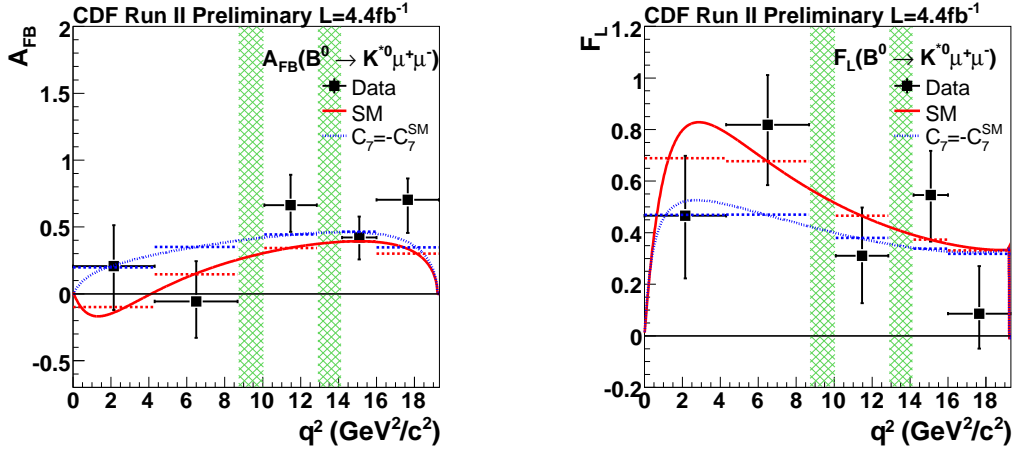 CDF Run II Preliminary L=4.4fb⁻¹
A_FB
A_FB(B⁰ → K*⁰μ⁺μ⁻)
Data
SM
C₇=-C₇^SM
2
1.5
1
0.5
0
-0.5
0 2 4 6 8 10 12 14 16 18
q² (GeV²/c²)
CDF Run II Preliminary L=4.4fb⁻¹
F_L
F_L(B⁰ → K*⁰μ⁺μ⁻)
Data
SM
C₇=-C₇^SM
1.2
1
0.8
0.6
0.4
0.2
0
-0.2
0 2 4 6 8 10 12 14 16 18
q² (GeV²/c²)